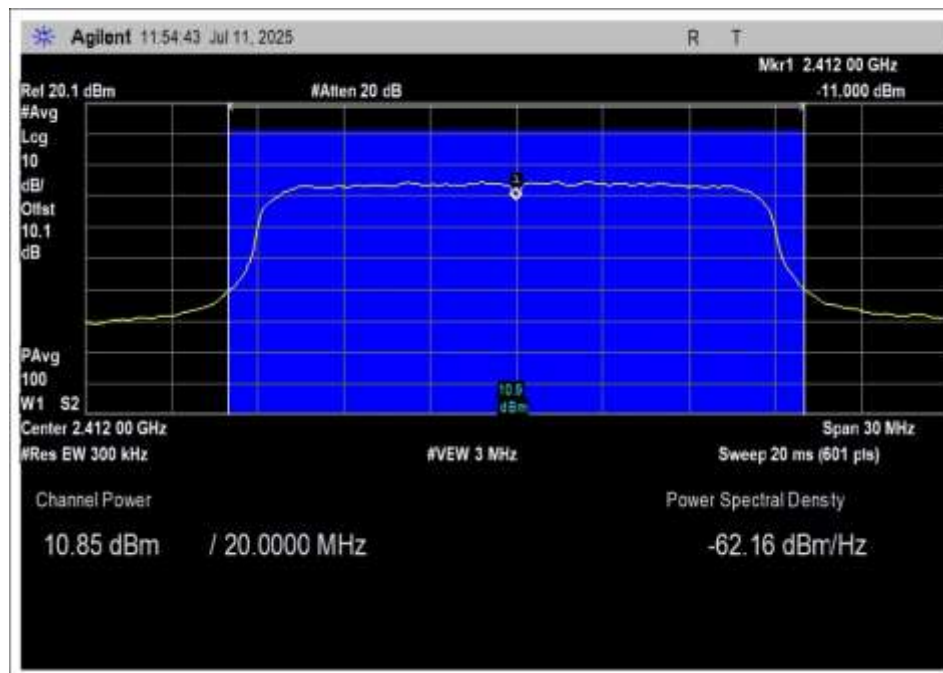 Agilent 11:54:43 Jul 11, 2025 R T
Mkr1 2.412 00 GHz
Ref 20.1 dBm #Atten 20 dB -11.000 dBm
#Avg
Log
10
dB/
Offst
10.1
dB
1
10.9
dBm
PAvg
100
W1 S2
Center 2.412 00 GHz Span 30 MHz
#Res BW 300 kHz #VBW 3 MHz Sweep 20 ms (601 pts)
Channel Power Power Spectral Density
10.85 dBm / 20.0000 MHz -62.16 dBm/Hz